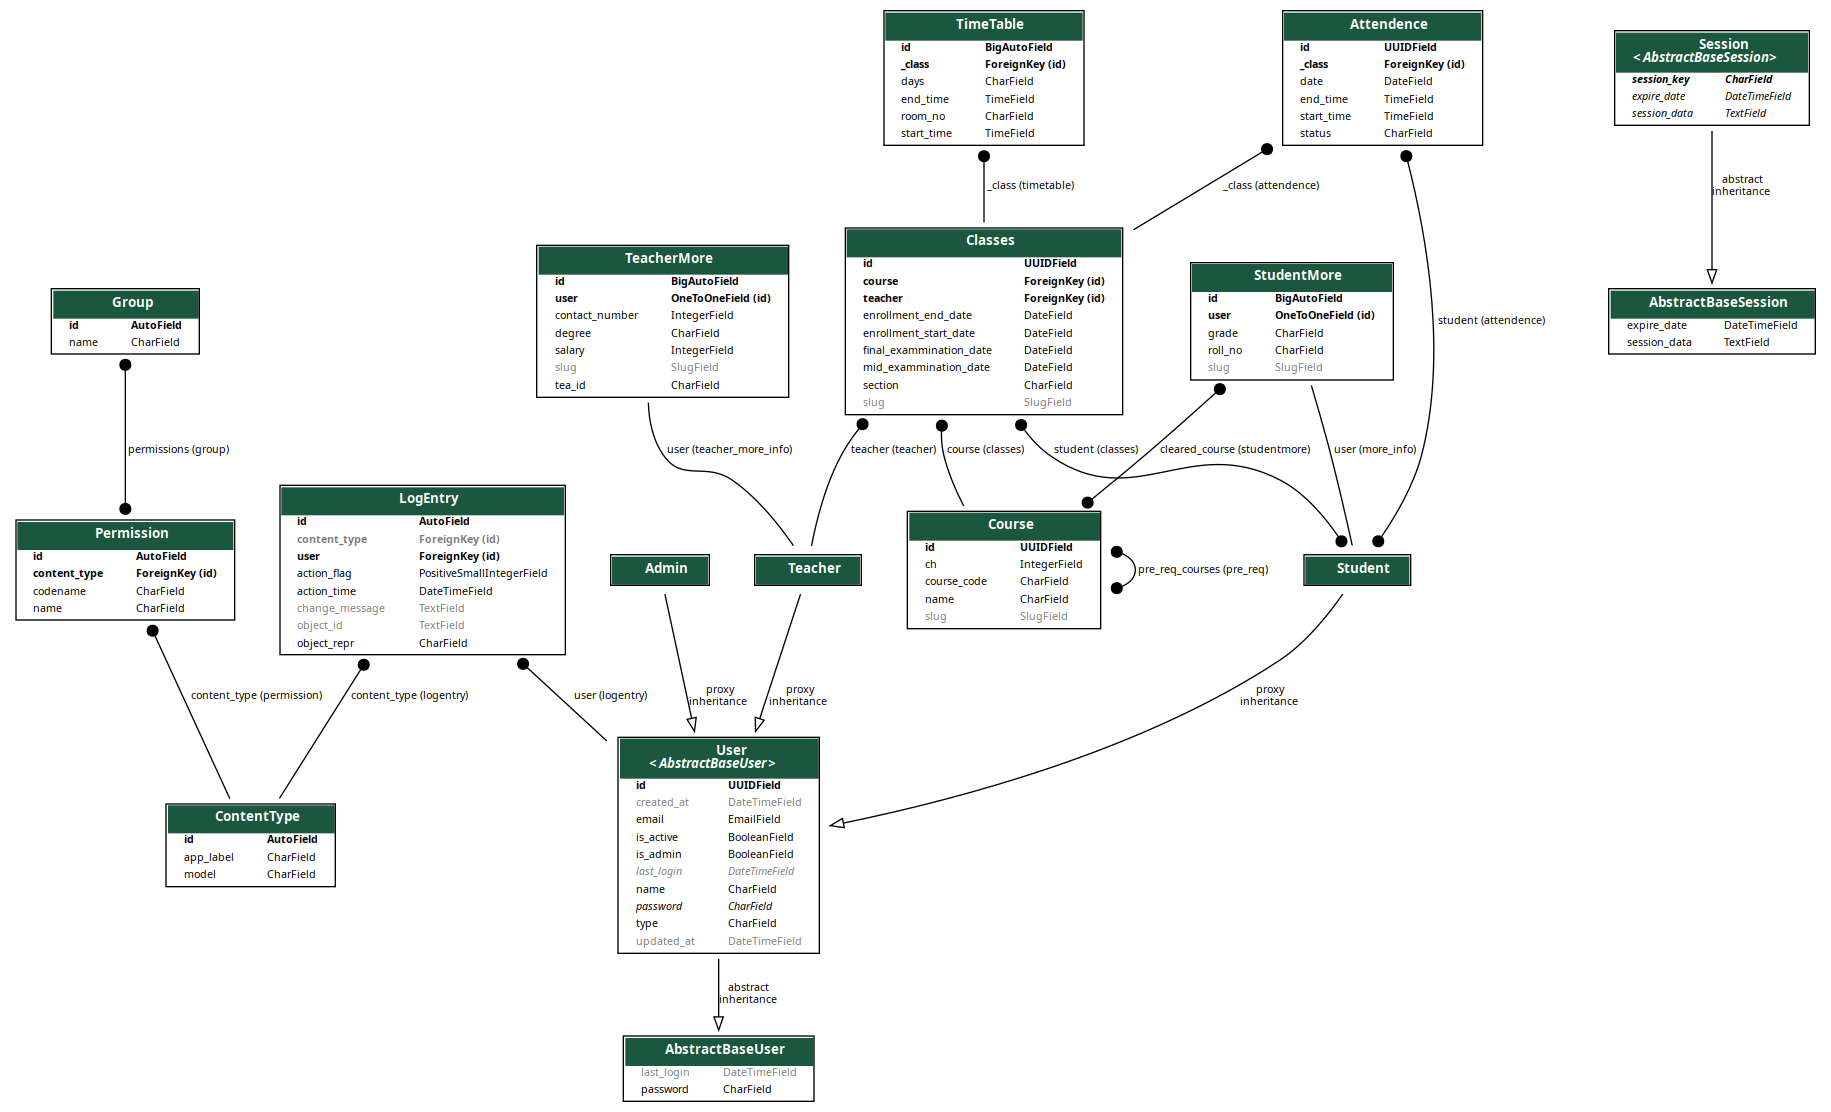 TimeTable
id BigAutoField
_class ForeignKey (id)
days CharField
end_time TimeField
room_no CharField
start_time TimeField
Attendence
id UUIDField
_class ForeignKey (id)
date DateField
end_time TimeField
start_time TimeField
status CharField
Session
<AbstractBaseSession>
session_key CharField
expire_date DateTimeField
session_data TextField
_class (timetable)
_class (attendence)
abstract
inheritance
student (attendence)
AbstractBaseSession
expire_date DateTimeField
session_data TextField
Group
id AutoField
name CharField
TeacherMore
id BigAutoField
user OneToOneField (id)
contact_number IntegerField
degree CharField
salary IntegerField
slug SlugField
tea_id CharField
Classes
id UUIDField
course ForeignKey (id)
teacher ForeignKey (id)
enrollment_end_date DateField
enrollment_start_date DateField
final_exammination_date DateField
mid_exammination_date DateField
section CharField
slug SlugField
StudentMore
id BigAutoField
user OneToOneField (id)
grade CharField
roll_no CharField
slug SlugField
permissions (group)
user (teacher_more_info)
teacher (teacher)
course (classes)
student (classes)
cleared_course (studentmore)
user (more_info)
Permission
id AutoField
content_type ForeignKey (id)
codename CharField
name CharField
LogEntry
id AutoField
content_type ForeignKey (id)
user ForeignKey (id)
action_flag PositiveSmallIntegerField
action_time DateTimeField
change_message TextField
object_id TextField
object_repr CharField
Admin
Teacher
Course
id UUIDField
ch IntegerField
course_code CharField
name CharField
slug SlugField
pre_req_courses (pre_req)
Student
content_type (permission)
content_type (logentry)
user (logentry)
proxy
inheritance
proxy
inheritance
proxy
inheritance
ContentType
id AutoField
app_label CharField
model CharField
User
<AbstractBaseUser>
id UUIDField
created_at DateTimeField
email EmailField
is_active BooleanField
is_admin BooleanField
last_login DateTimeField
name CharField
password CharField
type CharField
updated_at DateTimeField
abstract
inheritance
AbstractBaseUser
last_login DateTimeField
password CharField